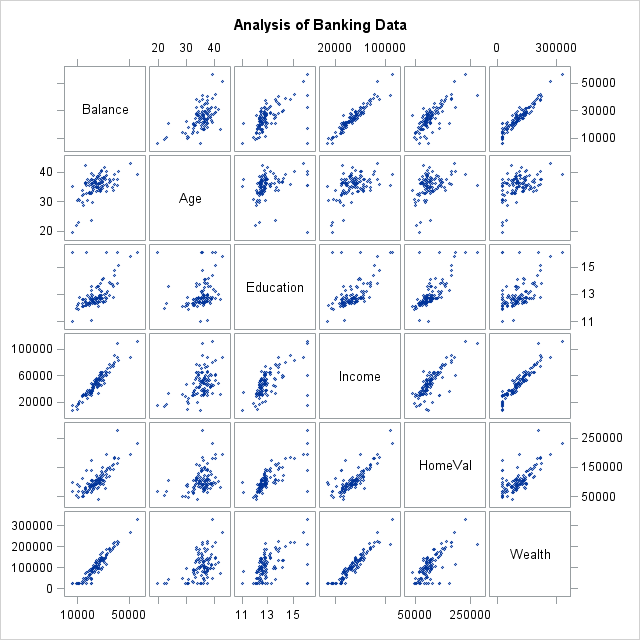 Analysis of Banking Data
20 30 40 20000 100000 0 300000
Balance
50000
30000
10000
40
30
20
Age
Education
15
13
11
100000
60000
20000
Income
HomeVal
250000
150000
50000
300000
200000
100000
0
Wealth
10000 50000 11 13 15 50000 250000